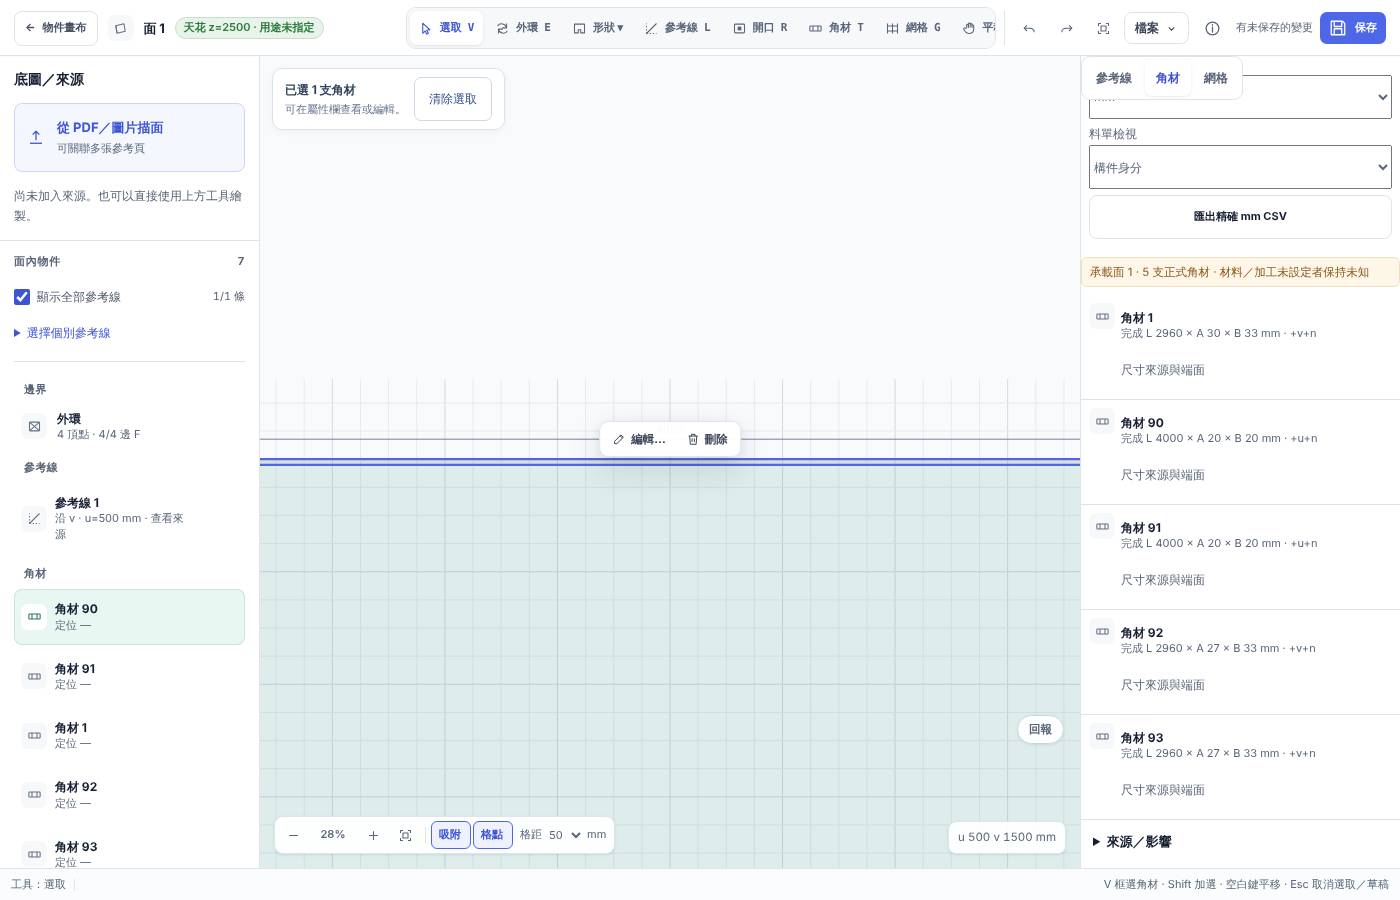 物件畫布
面 1
天花 z=2500 · 用途未指定
選取 V
外環 E
形狀▾
參考線 L
開口 R
角材 T
網格 G
檔案
有未保存的變更
保存
底圖／來源
從 PDF／圖片描面
可關聯多張參考頁
尚未加入來源。也可以直接使用上方工具繪
製。
面內物件
7
顯示全部參考線
1/1 條
選擇個別參考線
邊界
外環
4 頂點 · 4/4 邊 F
參考線
參考線 1
沿 v · u=500 mm · 查看來
源
角材
角材 90
定位 —
角材 91
定位 —
角材 1
定位 —
角材 92
定位 —
角材 93
定位 —
已選 1 支角材
可在屬性欄查看或編輯。
清除選取
編輯...
刪除
回報
28%
吸附
格點
格距
50
mm
u 500 v 1500 mm
參考線
角材
網格
料單檢視
構件身分
匯出精確 mm CSV
承載面 1 · 5 支正式角材 · 材料／加工未設定者保持未知
角材 1
完成 L 2960 × A 30 × B 33 mm · +v+n
尺寸來源與端面
角材 90
完成 L 4000 × A 20 × B 20 mm · +u+n
尺寸來源與端面
角材 91
完成 L 4000 × A 20 × B 20 mm · +u+n
尺寸來源與端面
角材 92
完成 L 2960 × A 27 × B 33 mm · +v+n
尺寸來源與端面
角材 93
完成 L 2960 × A 27 × B 33 mm · +v+n
尺寸來源與端面
來源／影響
工具：選取
V 框選角材 · Shift 加選 · 空白鍵平移 · Esc 取消選取／草稿